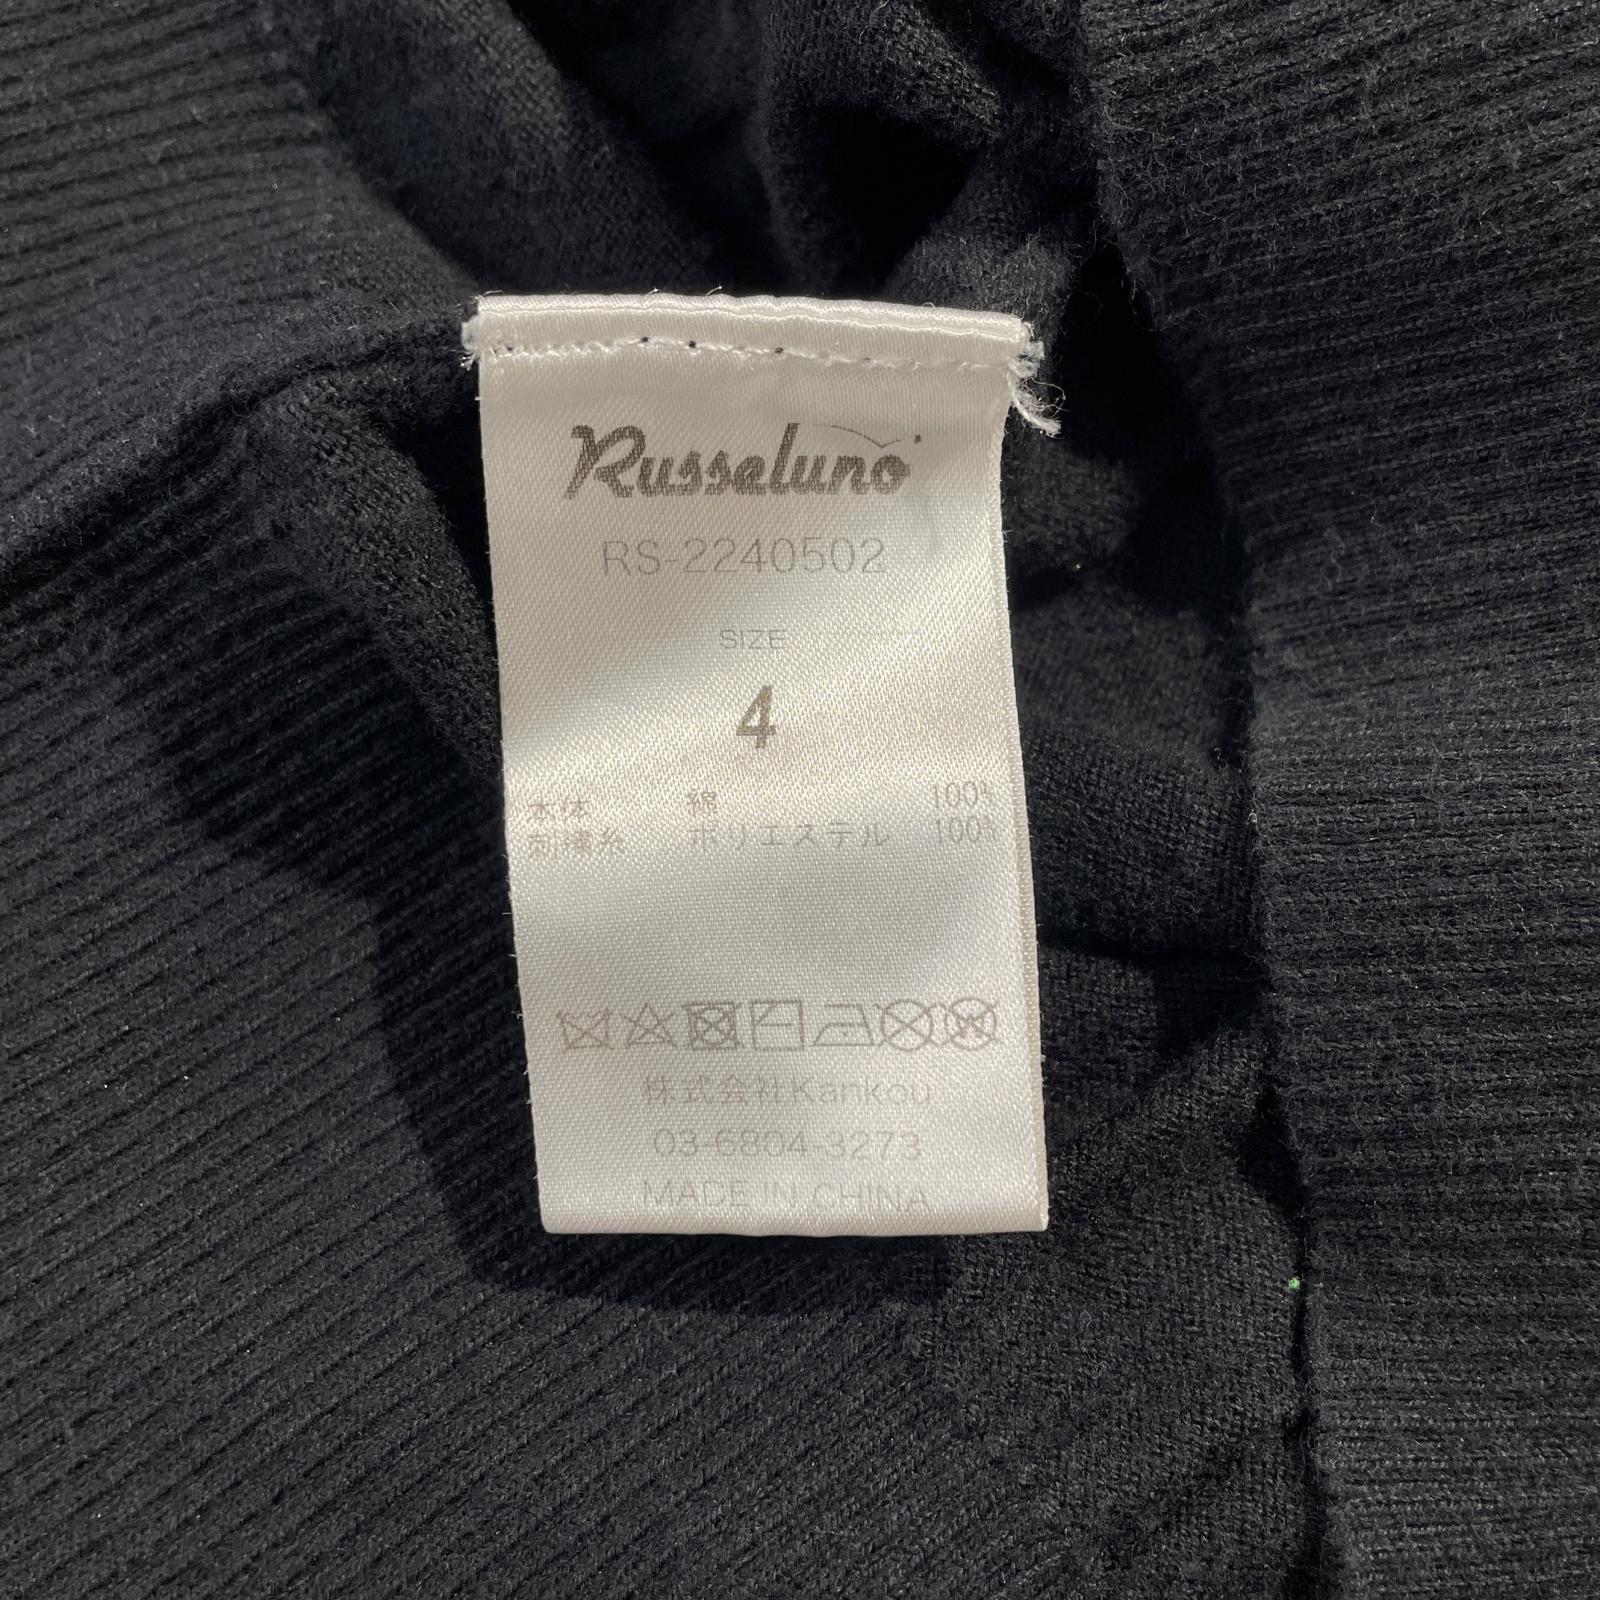 Russeluno
RS-2240502
SIZE
4
本体 綿 100%
刺繍糸 ポリエステル 100%
株式会社Kankou
03-6804-3273
MADE IN CHINA